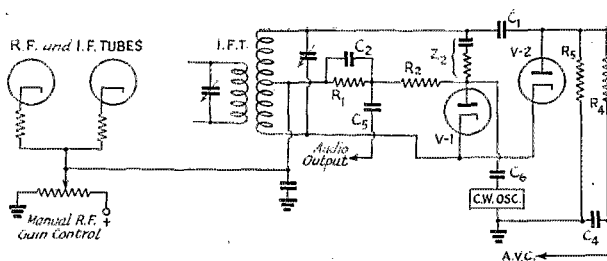 R.F. and I.F. TUBES
I.F.T.
C2
R1
R2
C5
Z2
C1
V-1
V-2
R5
R4
Audio
Output
C6
C.W. OSC.
C4
Manual R.F.
Gain Control
+
A.V.C.